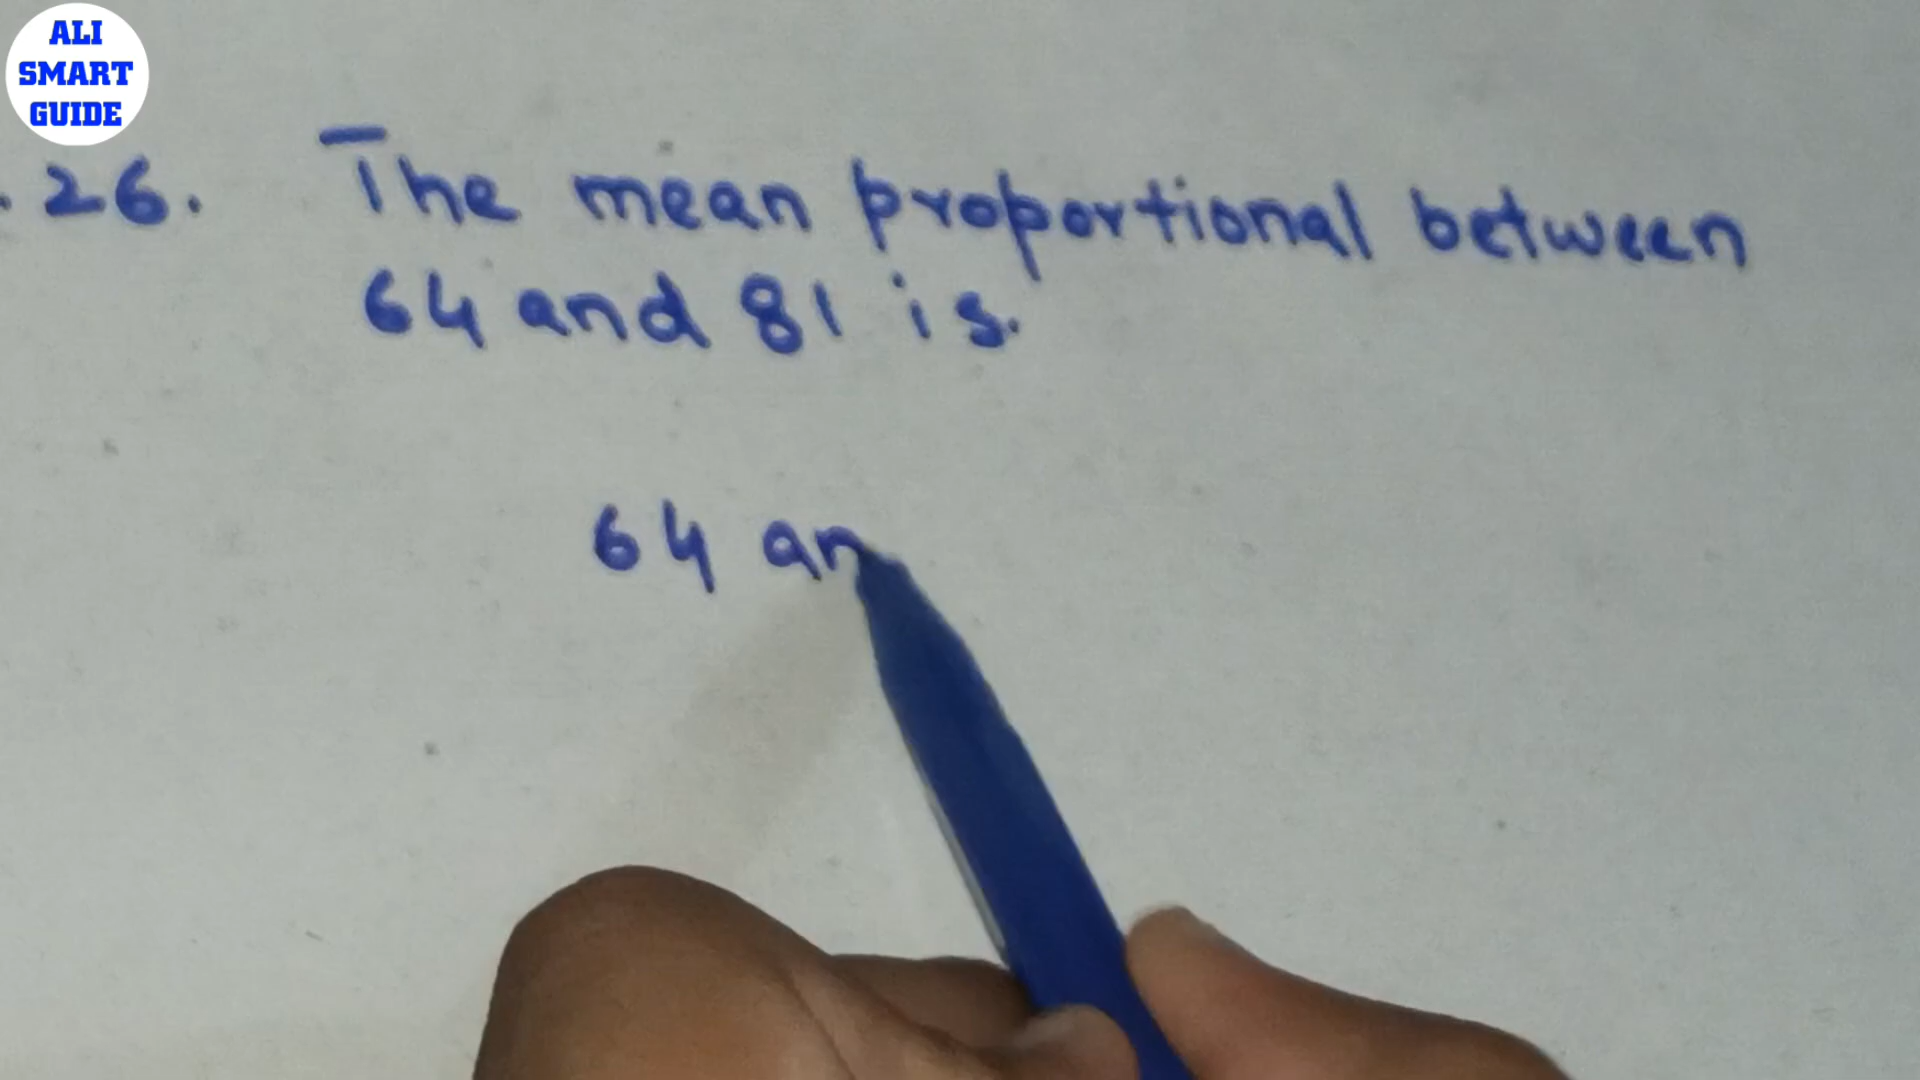 ALI
SMART
GUIDE
.26. The mean proportional between
64 and 81 is.
64 an